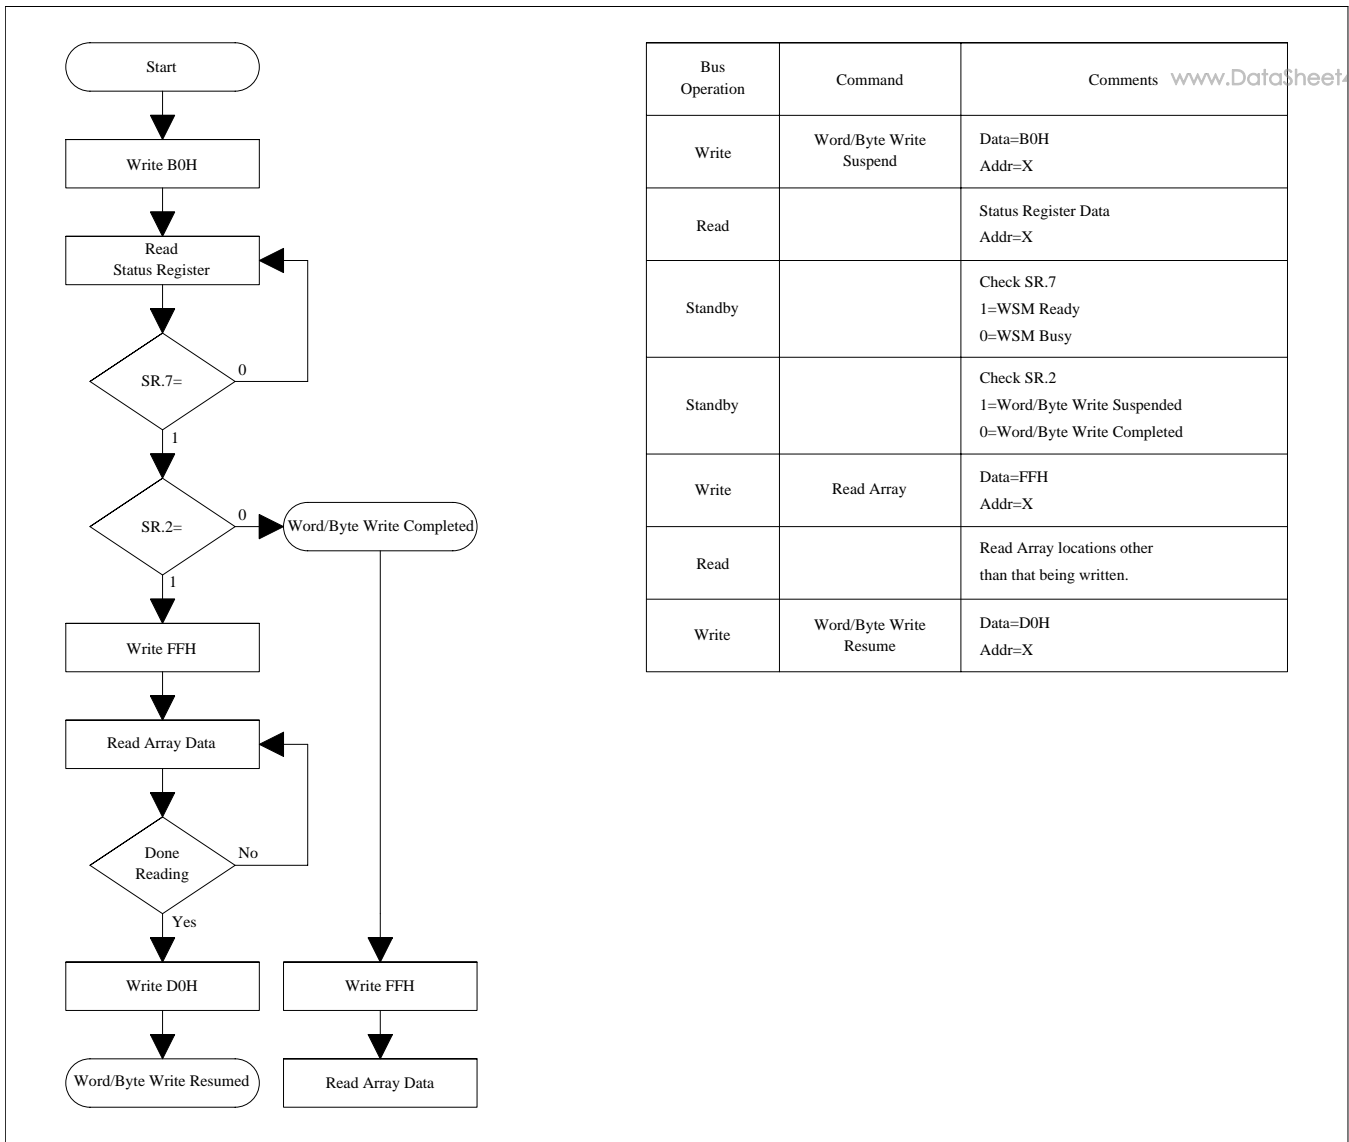 Start
Write B0H
Read
Status Register
SR.7=
0
1
SR.2=
0
Word/Byte Write Completed
1
Write FFH
Read Array Data
Done
Reading
No
Yes
Write D0H
Write FFH
Word/Byte Write Resumed
Read Array Data
Bus
Operation
Command
Comments
www.DataSheet4
Write
Word/Byte Write
Suspend
Data=B0H
Addr=X
Read
Status Register Data
Addr=X
Standby
Check SR.7
1=WSM Ready
0=WSM Busy
Standby
Check SR.2
1=Word/Byte Write Suspended
0=Word/Byte Write Completed
Write
Read Array
Data=FFH
Addr=X
Read
Read Array locations other
than that being written.
Write
Word/Byte Write
Resume
Data=D0H
Addr=X